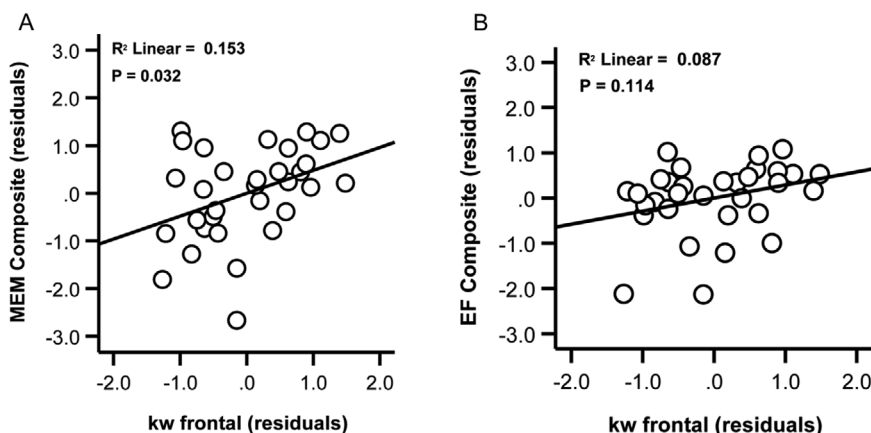 A
R² Linear = 0.153
P = 0.032
MEM Composite (residuals)
3.0
2.0
1.0
.0
-1.0
-2.0
-3.0
-2.0 -1.0 .0 1.0 2.0
kw frontal (residuals)
B
R² Linear = 0.087
P = 0.114
EF Composite (residuals)
3.0
2.0
1.0
.0
-1.0
-2.0
-3.0
-2.0 -1.0 .0 1.0 2.0
kw frontal (residuals)